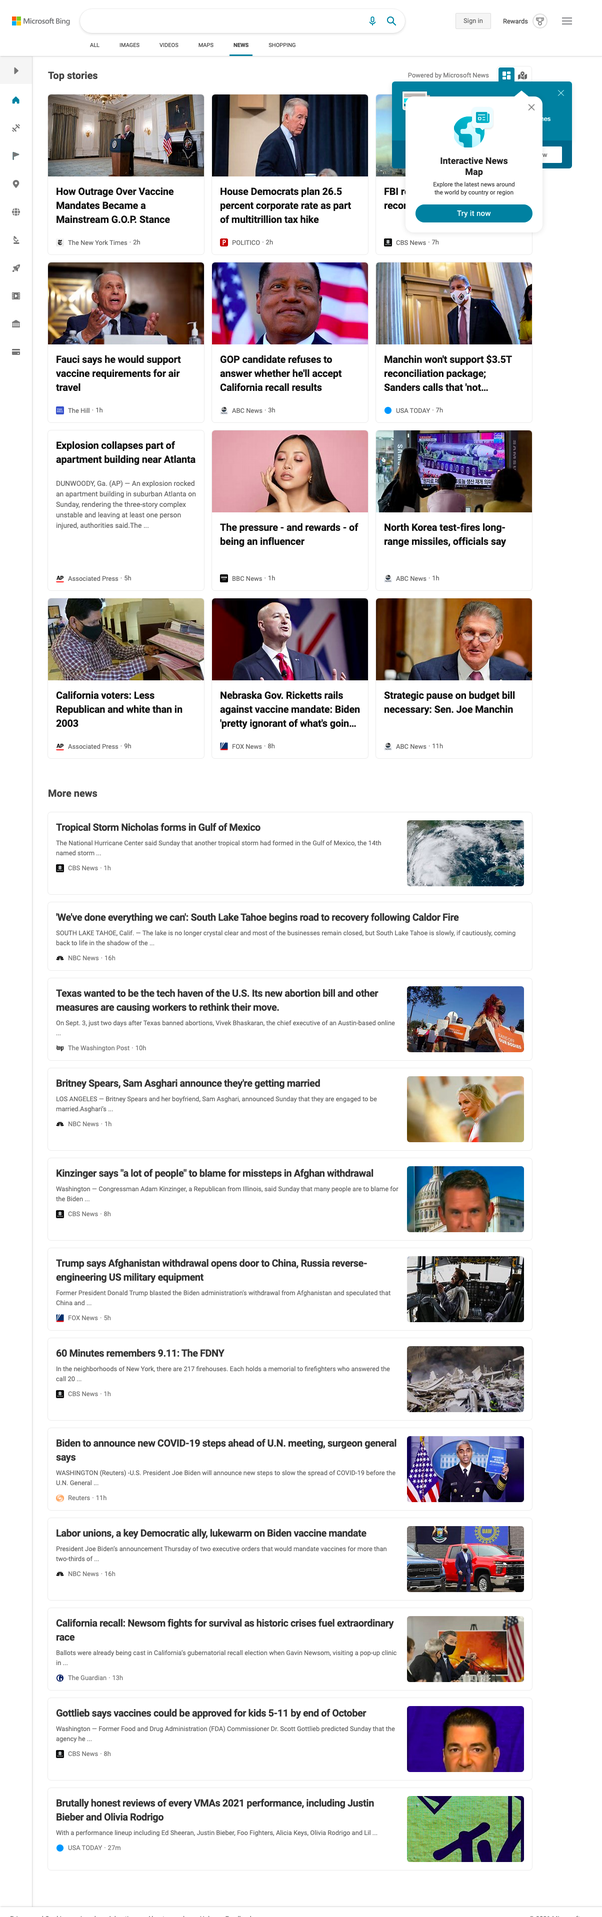 Microsoft Bing
Sign in
Rewards
ALL
IMAGES
VIDEOS
MAPS
NEWS
SHOPPING
Top stories
Powered by Microsoft News
Interactive News
Map
Explore the latest news around
the world by country or region
Try it now
How Outrage Over Vaccine
Mandates Became a
Mainstream G.O.P. Stance
The New York Times · 2h
House Democrats plan 26.5
percent corporate rate as part
of multitrillion tax hike
POLITICO · 2h
FBI
CBS News · 7h
Fauci says he would support
vaccine requirements for air
travel
The Hill · 1h
GOP candidate refuses to
answer whether he'll accept
California recall results
ABC News · 3h
Manchin won't support $3.5T
reconciliation package;
Sanders calls that 'not...
USA TODAY · 7h
Explosion collapses part of
apartment building near Atlanta
DUNWOODY, Ga. (AP) — An explosion rocked
an apartment building in suburban Atlanta on
Sunday, rendering the three-story complex
unstable and leaving at least one person
injured, authorities said.The ...
Associated Press · 5h
The pressure - and rewards - of
being an influencer
BBC News · 1h
North Korea test-fires long-
range missiles, officials say
ABC News · 1h
California voters: Less
Republican and white than in
2003
Associated Press · 9h
Nebraska Gov. Ricketts rails
against vaccine mandate: Biden
'pretty ignorant of what's goin...
FOX News · 8h
Strategic pause on budget bill
necessary: Sen. Joe Manchin
ABC News · 11h
More news
Tropical Storm Nicholas forms in Gulf of Mexico
The National Hurricane Center said Sunday that another tropical storm had formed in the Gulf of Mexico, the 14th
named storm ...
CBS News · 1h
'We've done everything we can': South Lake Tahoe begins road to recovery following Caldor Fire
SOUTH LAKE TAHOE, Calif. — The lake is no longer crystal clear and most of the businesses remain closed, but South Lake Tahoe is slowly, if cautiously, coming
back to life in the shadow of the ...
NBC News · 16h
Texas wanted to be the tech haven of the U.S. Its new abortion bill and other
measures are causing workers to rethink their move.
On Sept. 3, just two days after Texas banned abortions, Vivek Bhaskaran, the chief executive of an Austin-based online
...
The Washington Post · 10h
Britney Spears, Sam Asghari announce they're getting married
LOS ANGELES — Britney Spears and her boyfriend, Sam Asghari, announced Sunday that they are engaged to be
married.Asghari's ...
NBC News · 1h
Kinzinger says "a lot of people" to blame for missteps in Afghan withdrawal
Washington — Congressman Adam Kinzinger, a Republican from Illinois, said Sunday that many people are to blame for
the Biden ...
CBS News · 8h
Trump says Afghanistan withdrawal opens door to China, Russia reverse-
engineering US military equipment
Former President Donald Trump blasted the Biden administration's withdrawal from Afghanistan and speculated that
China and ...
FOX News · 5h
60 Minutes remembers 9.11: The FDNY
In the neighborhoods of New York, there are 217 firehouses. Each holds a memorial to firefighters who answered the
call 20 ...
CBS News · 1h
Biden to announce new COVID-19 steps ahead of U.N. meeting, surgeon general
says
WASHINGTON (Reuters) -U.S. President Joe Biden will announce new steps to slow the spread of COVID-19 before the
U.N. General ...
Reuters · 11h
Labor unions, a key Democratic ally, lukewarm on Biden vaccine mandate
President Joe Biden's announcement Thursday of two executive orders that would mandate vaccines for more than
two-thirds of ...
NBC News · 16h
California recall: Newsom fights for survival as historic crises fuel extraordinary
race
Ballots were already being cast in California's gubernatorial recall election when Gavin Newsom, visiting a pop-up clinic
in ...
The Guardian · 13h
Gottlieb says vaccines could be approved for kids 5-11 by end of October
Washington — Former Food and Drug Administration (FDA) Commissioner Dr. Scott Gottlieb predicted Sunday that the
agency he ...
CBS News · 8h
Brutally honest reviews of every VMAs 2021 performance, including Justin
Bieber and Olivia Rodrigo
With a performance lineup including Ed Sheeran, Justin Bieber, Foo Fighters, Alicia Keys, Olivia Rodrigo and Lil ...
USA TODAY · 27m